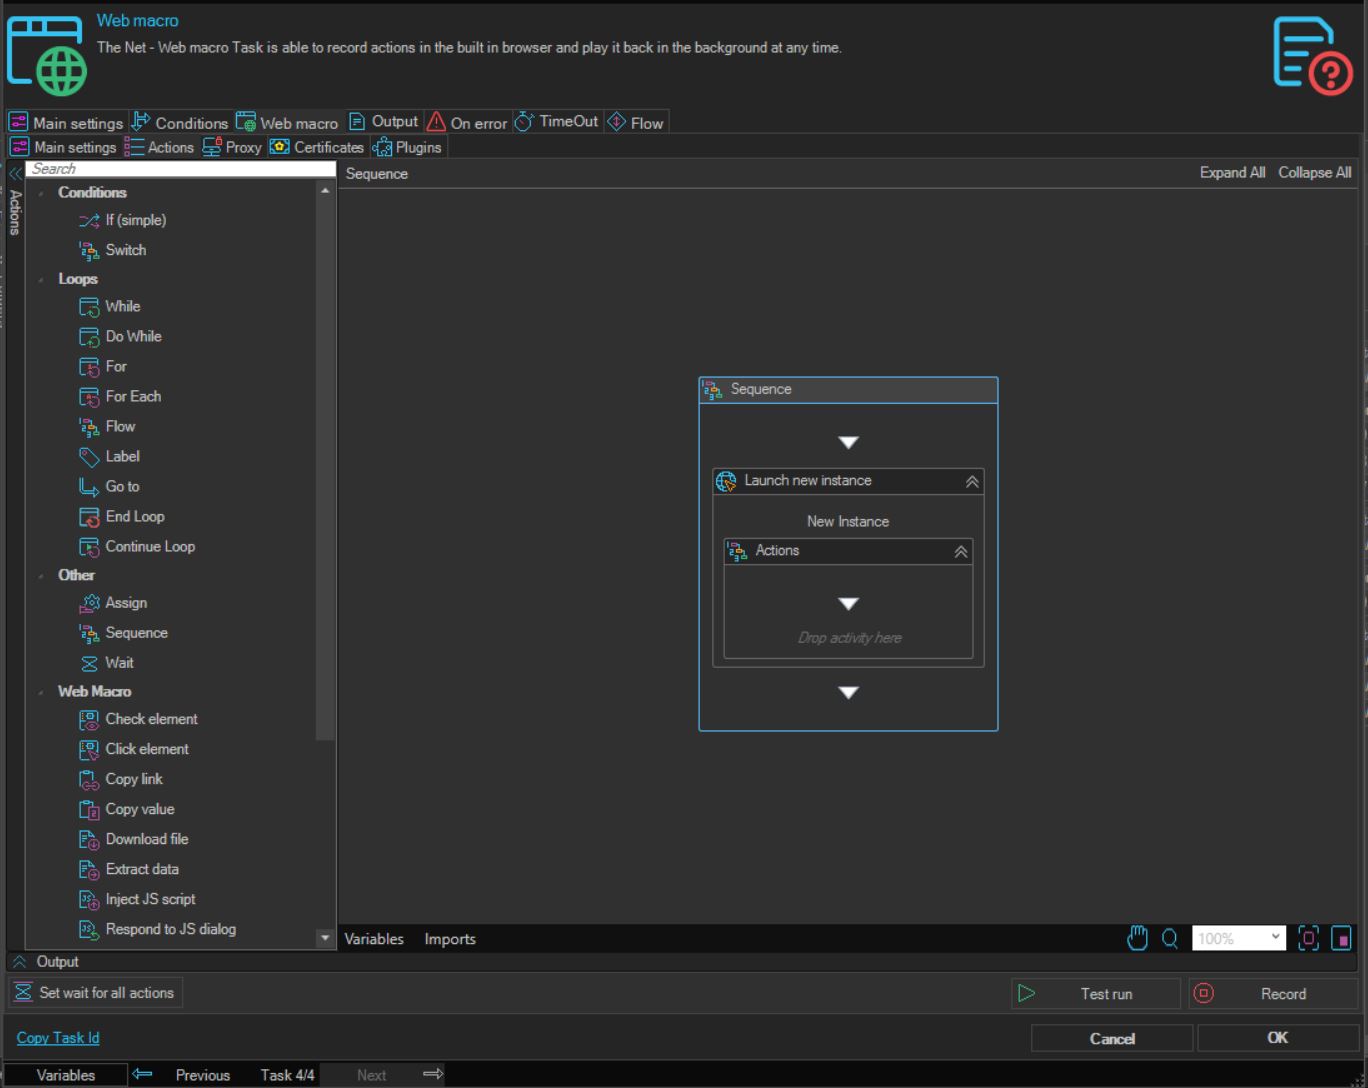 Web macro
The Net - Web macro Task is able to record actions in the built in browser and play it back in the background at any time.
Main settings Conditions Web macro Output On error TimeOut Flow
Main settings Actions Proxy Certificates Plugins
Search
Sequence
Expand All Collapse All
Actions
Conditions
If (simple)
Switch
Loops
While
Do While
For
For Each
Flow
Label
Go to
End Loop
Continue Loop
Other
Assign
Sequence
Wait
Web Macro
Check element
Click element
Copy link
Copy value
Download file
Extract data
Inject JS script
Respond to JS dialog
Sequence
Launch new instance
New Instance
Actions
Drop activity here
Variables Imports
100%
Output
Set wait for all actions
Test run
Record
Copy Task Id
Cancel
OK
Variables Previous Task 4/4 Next